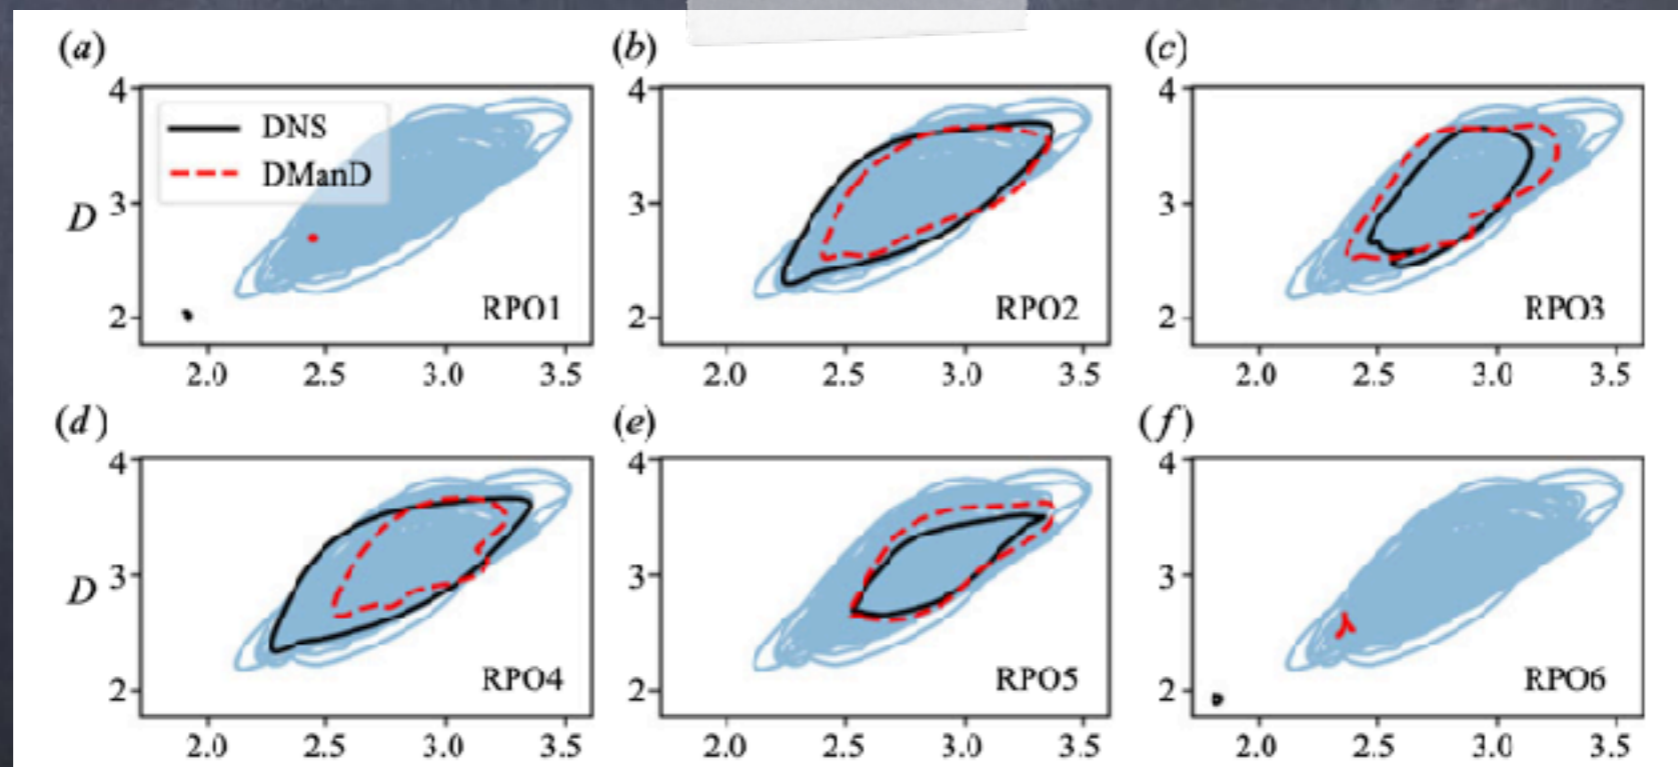 (a) (b) (c)
4 4 4
DNS
DManD
D 3 3 3
2 RPO1 2 RPO2 2 RPO3
2.0 2.5 3.0 3.5 2.0 2.5 3.0 3.5 2.0 2.5 3.0 3.5
(d) (e) (f)
4 4 4
D 3 3 3
2 RPO4 2 RPO5 2 RPO6
2.0 2.5 3.0 3.5 2.0 2.5 3.0 3.5 2.0 2.5 3.0 3.5